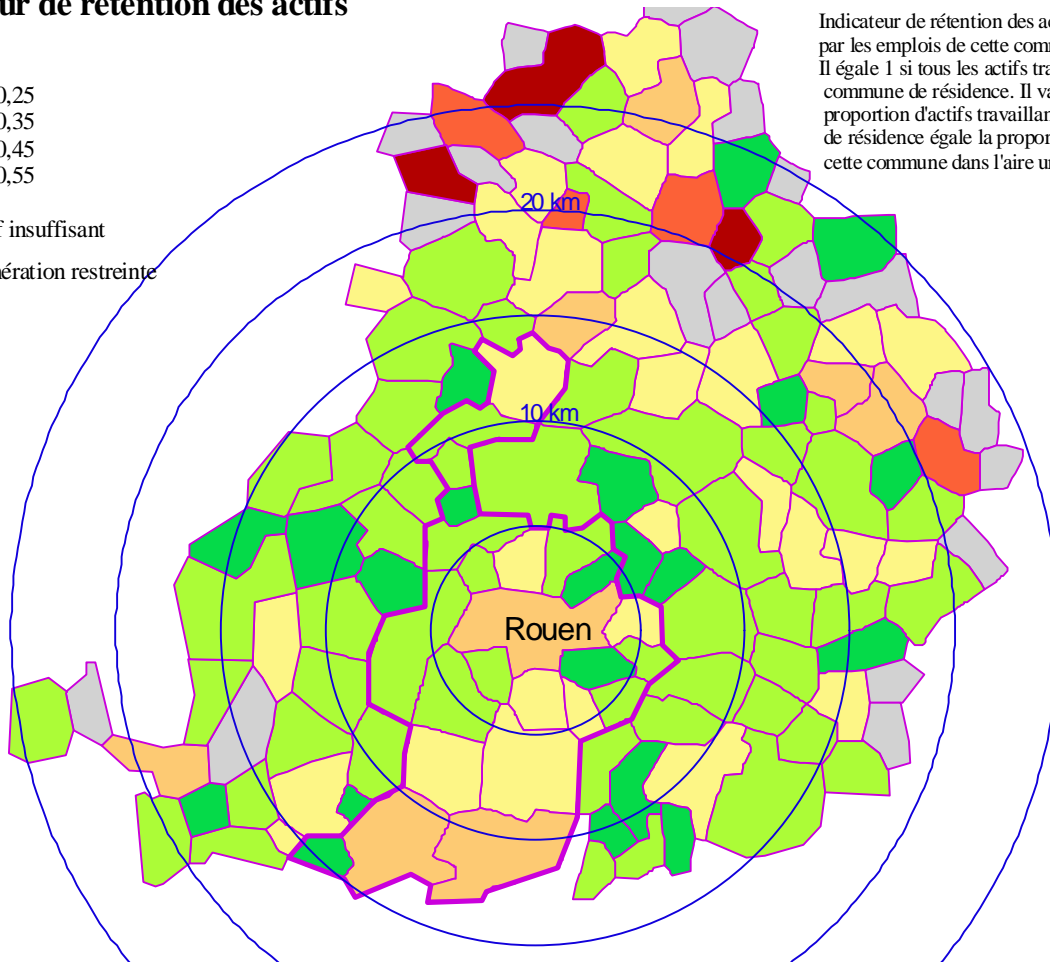 ur de rétention des actifs
0,25
0,35
0,45
0,55
f insuffisant
nération restreinte
Indicateur de rétention des ac
par les emplois de cette com
Il égale 1 si tous les actifs tra
commune de résidence. Il va
proportion d'actifs travaillan
de résidence égale la propor
cette commune dans l'aire u
20 km
10 km
Rouen